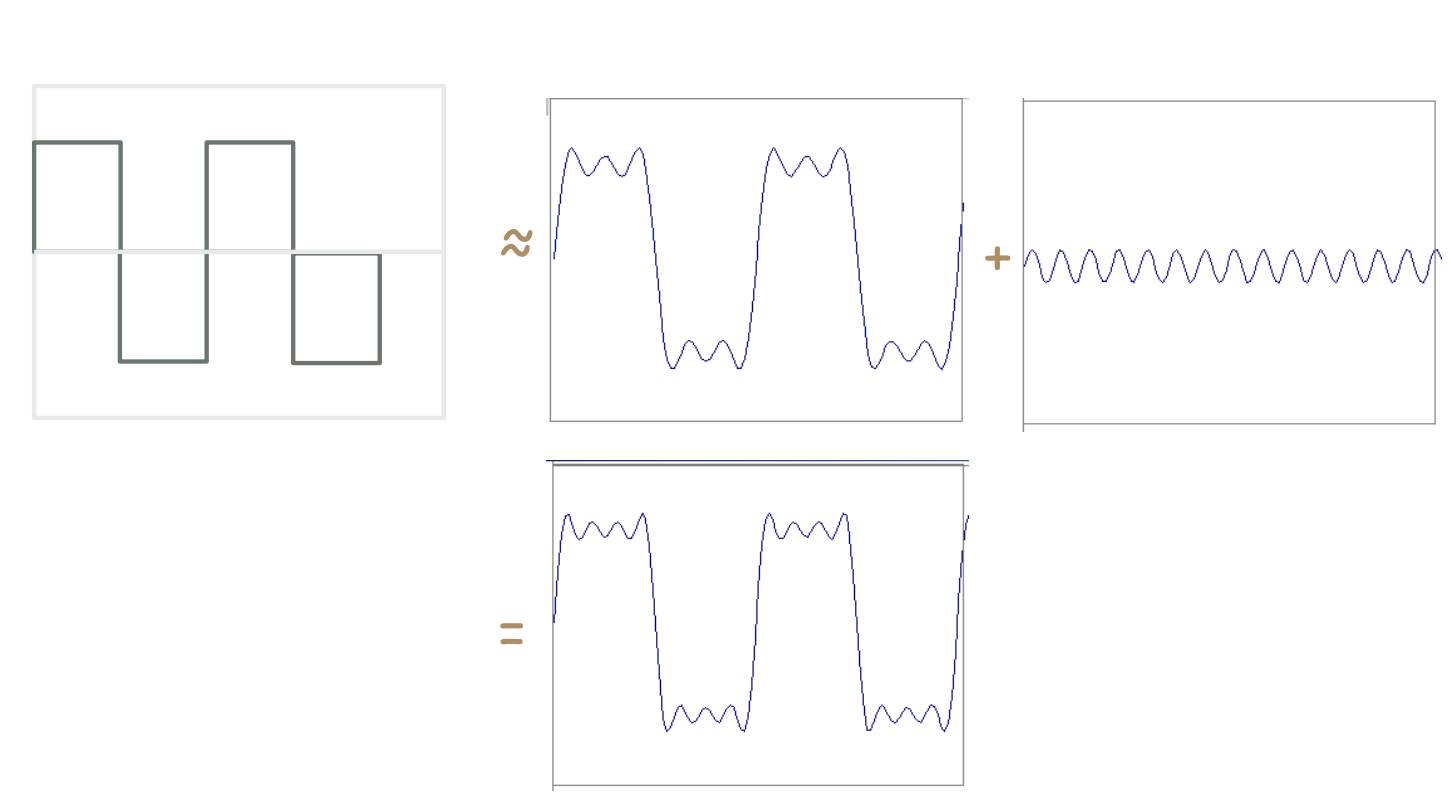 ≈
+
=